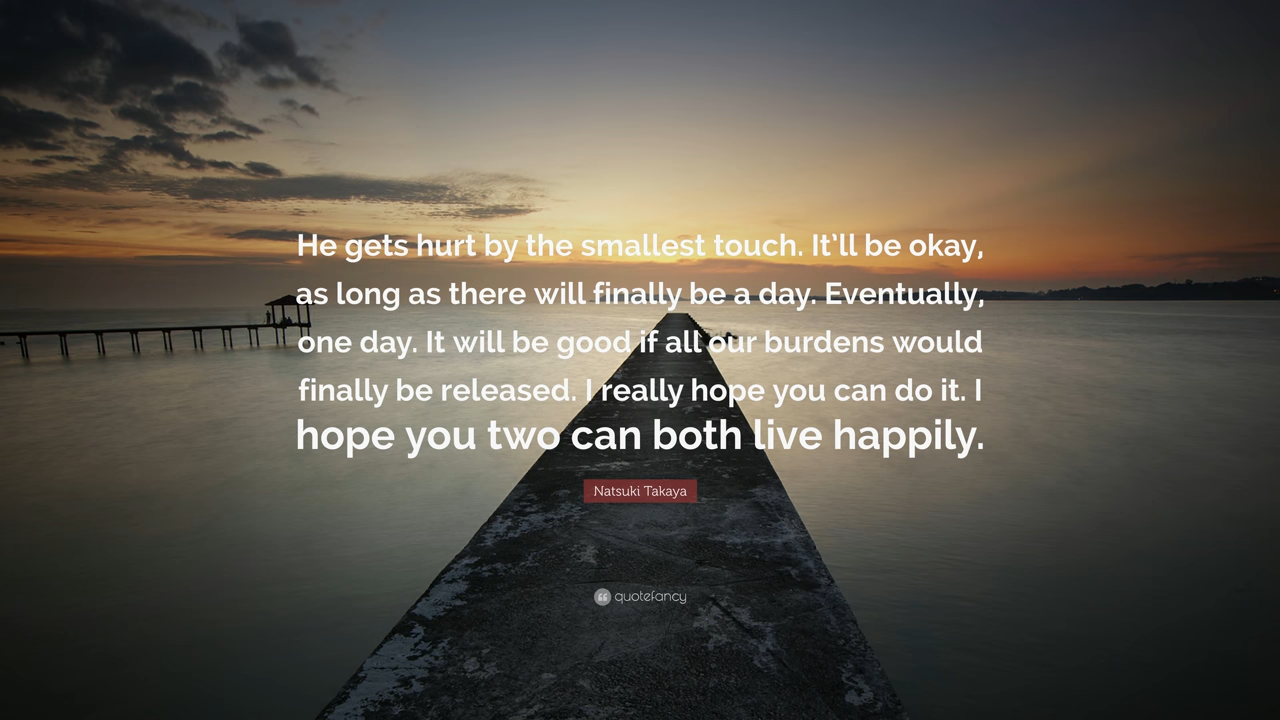 He gets hurt by the smallest touch. It’ll be okay,
as long as there will finally be a day. Eventually,
one day. It will be good if all our burdens would
finally be released. I really hope you can do it. I
hope you two can both live happily.
Natsuki Takaya
quotefancy